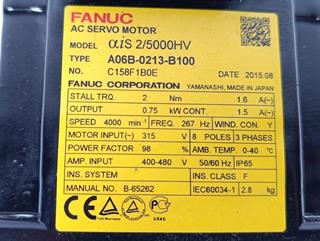 FANUC
AC SERVO MOTOR
MODEL αiS 2/5000HV
TYPE A06B-0213-B100
NO. C158F1B0E DATE 2015.08
FANUC CORPORATION YAMANASHI, MADE IN JAPAN
STALL TRQ. 2 Nm 1.6 A(~)
OUTPUT 0.75 kW CONT. 1.5 A(~)
SPEED 4000 min⁻¹ FREQ. 267 Hz WIND. CON. Y
MOTOR INPUT(~) 315 V 8 POLES 3 PHASES
POWER FACTOR 98 % AMB. TEMP. 0-40 ℃
AMP. INPUT 400-480 V 50/60 Hz IP65
INS. SYSTEM INS. CLASS F
MANUAL NO. B-65262 IEC60034-1 2.8 kg